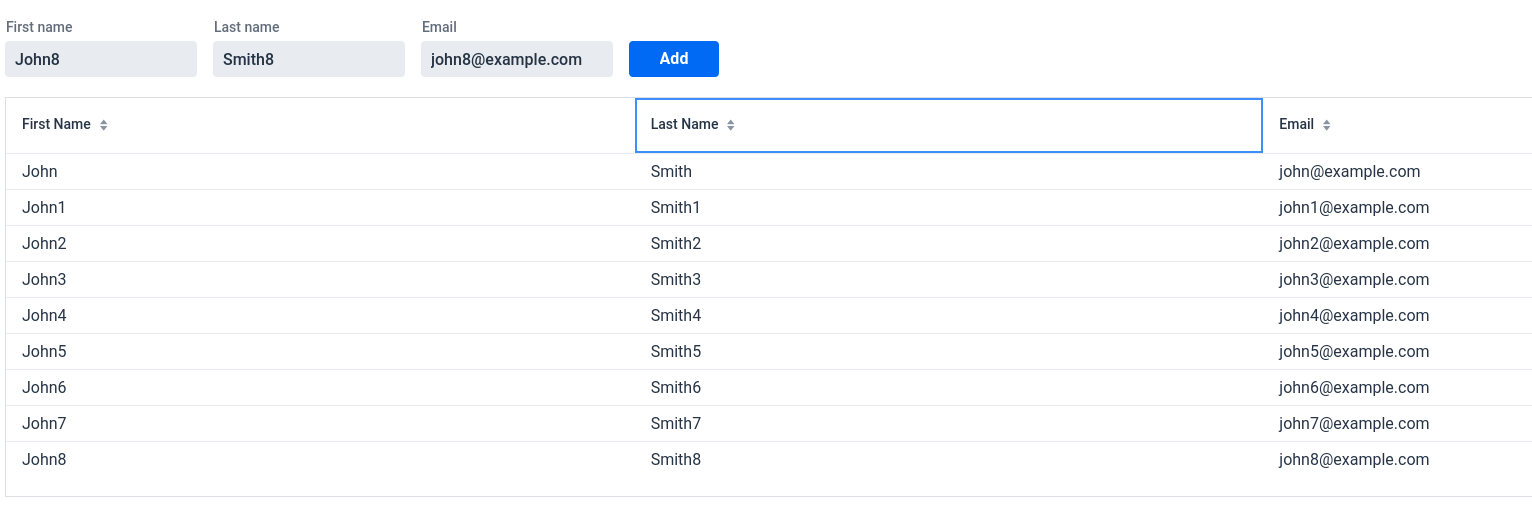 First name Last name Email
John8 Smith8 john8@example.com Add
First Name Last Name Email
John Smith john@example.com
John1 Smith1 john1@example.com
John2 Smith2 john2@example.com
John3 Smith3 john3@example.com
John4 Smith4 john4@example.com
John5 Smith5 john5@example.com
John6 Smith6 john6@example.com
John7 Smith7 john7@example.com
John8 Smith8 john8@example.com